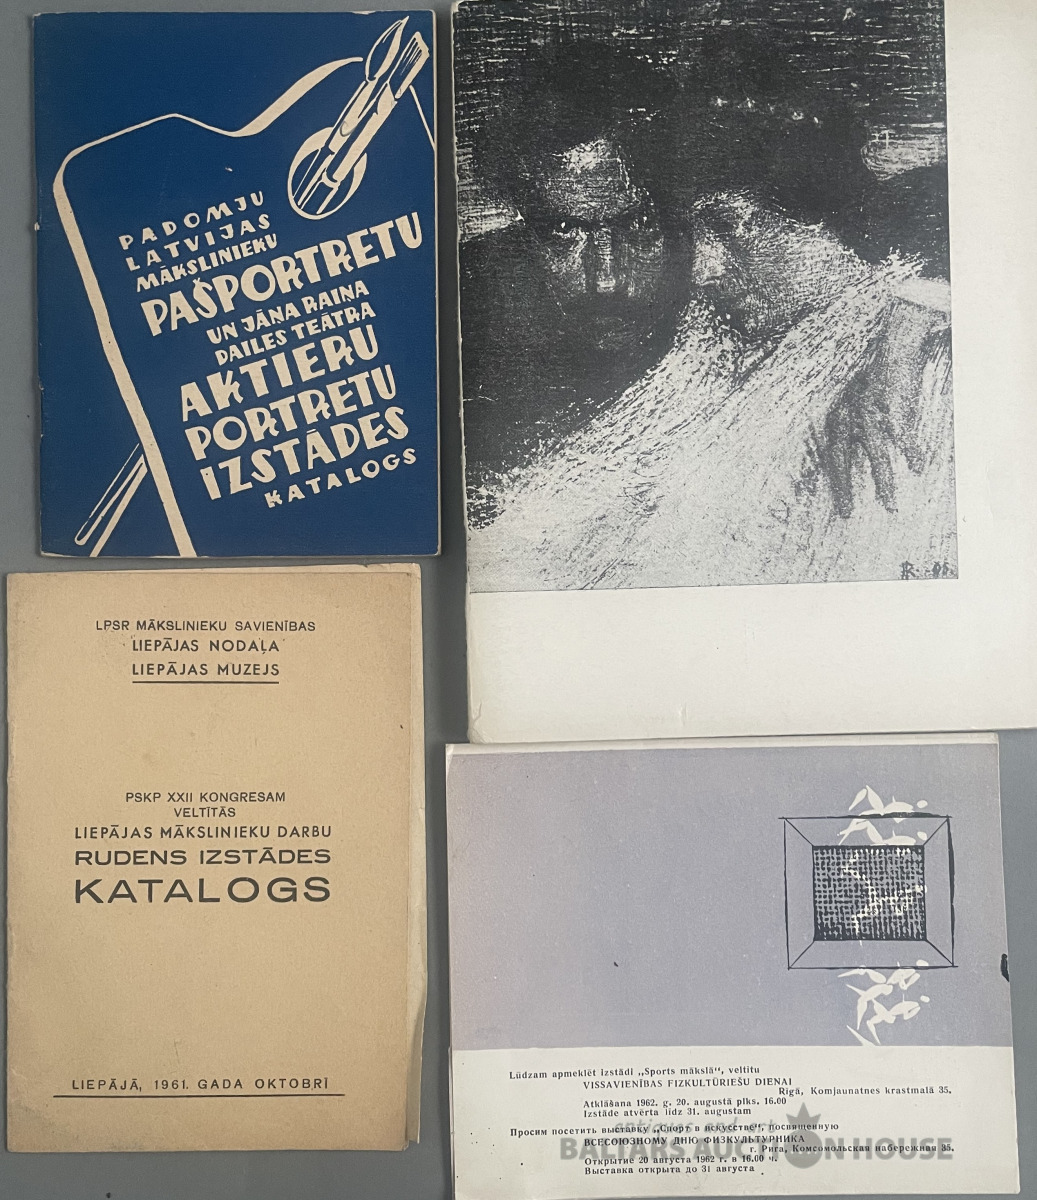 PADOMJU
LATVIJAS
MĀKSLINIEKU
PAŠPORTRETU
UN JĀŅA RAIŅA
DAILES TEĀTRA
AKTIERU
PORTRETU
IZSTĀDES
KATALOGS
R 05
LPSR MĀKSLINIEKU SAVIENĪBAS
LIEPĀJAS NODAĻA
LIEPĀJAS MUZEJS
PSKP XXII KONGRESAM
VELTĪTĀS
LIEPĀJAS MĀKSLINIEKU DARBU
RUDENS IZSTĀDES
KATALOGS
LIEPĀJĀ, 1961. GADA OKTOBRĪ
Lūdzam apmeklēt izstādi „Sports mākslā“, veltītu
VISSAVIENĪBAS FIZKULTŪRIEŠU DIENAI
Rīgā, Komjaunatnes krastmalā 35.
Atklāšana 1962. g. 20. augustā plks. 16.00
Izstāde atvērta līdz 31. augustam
Просим посетить выставку „Спорт в искусстве“, посвященную
ВСЕСОЮЗНОМУ ДНЮ ФИЗКУЛЬТУРНИКА
г. Рига, Комсомольская набережная 35.
Открытие 20 августа 1962 г. в 16.00 ч.
Выставка открыта до 31 августа
BALTARS AUCTION HOUSE